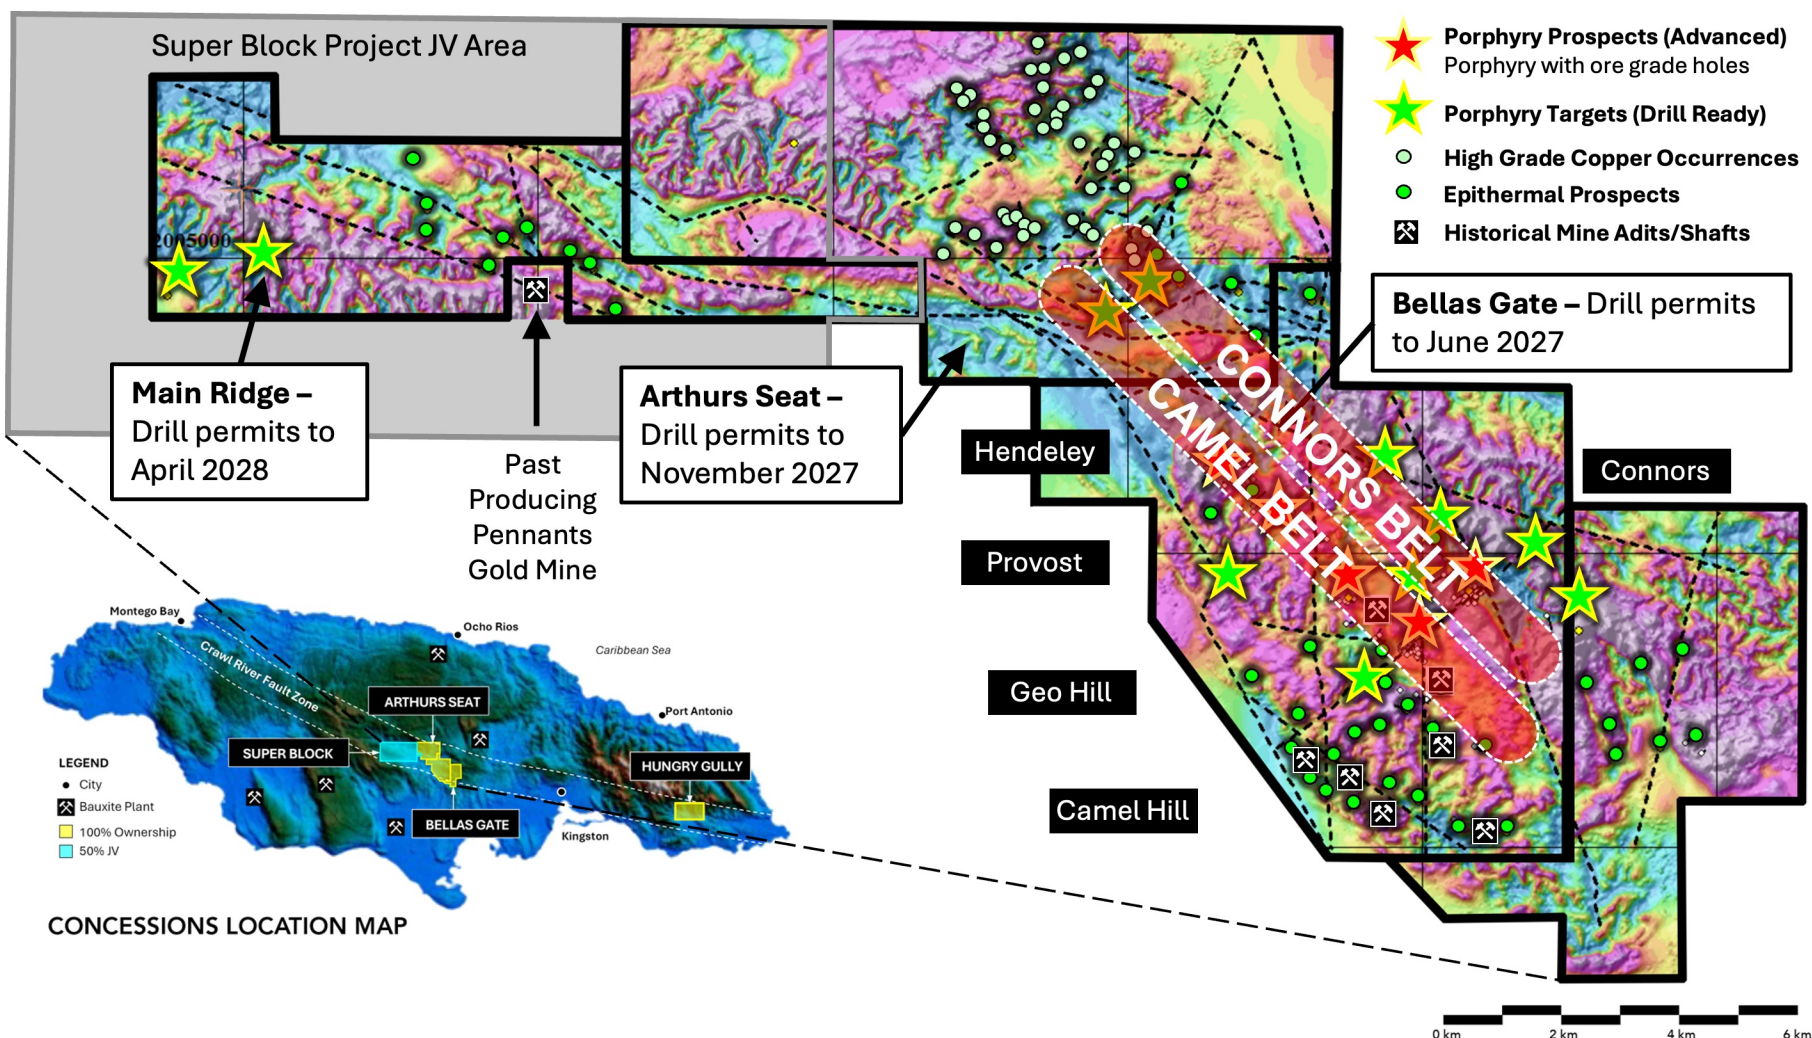 Super Block Project JV Area
Porphyry Prospects (Advanced)
Porphyry with ore grade holes
Porphyry Targets (Drill Ready)
High Grade Copper Occurrences
Epithermal Prospects
Historical Mine Adits/Shafts
2005000
Bellas Gate – Drill permits
to June 2027
Main Ridge –
Drill permits to
April 2028
Arthurs Seat –
Drill permits to
November 2027
Past
Producing
Pennants
Gold Mine
CONNORS BELT
CAMEL BELT
Hendeley
Connors
Provost
Geo Hill
Camel Hill
Montego Bay
Ocho Rios
Caribbean Sea
Crawl River Fault Zone
ARTHURS SEAT
Port Antonio
SUPER BLOCK
HUNGRY GULLY
BELLAS GATE
Kingston
LEGEND
City
Bauxite Plant
100% Ownership
50% JV
CONCESSIONS LOCATION MAP
0 km
2 km
4 km
6 km